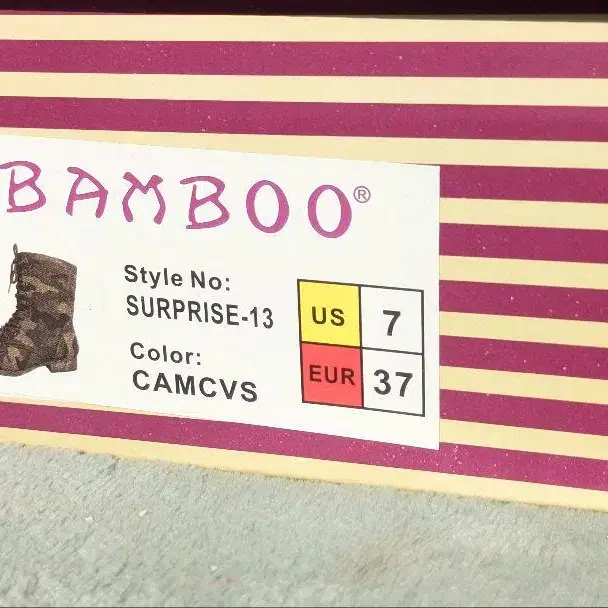 BAMBOO®
Style No:
SURPRISE-13
Color:
CAMCVS
US 7
EUR 37